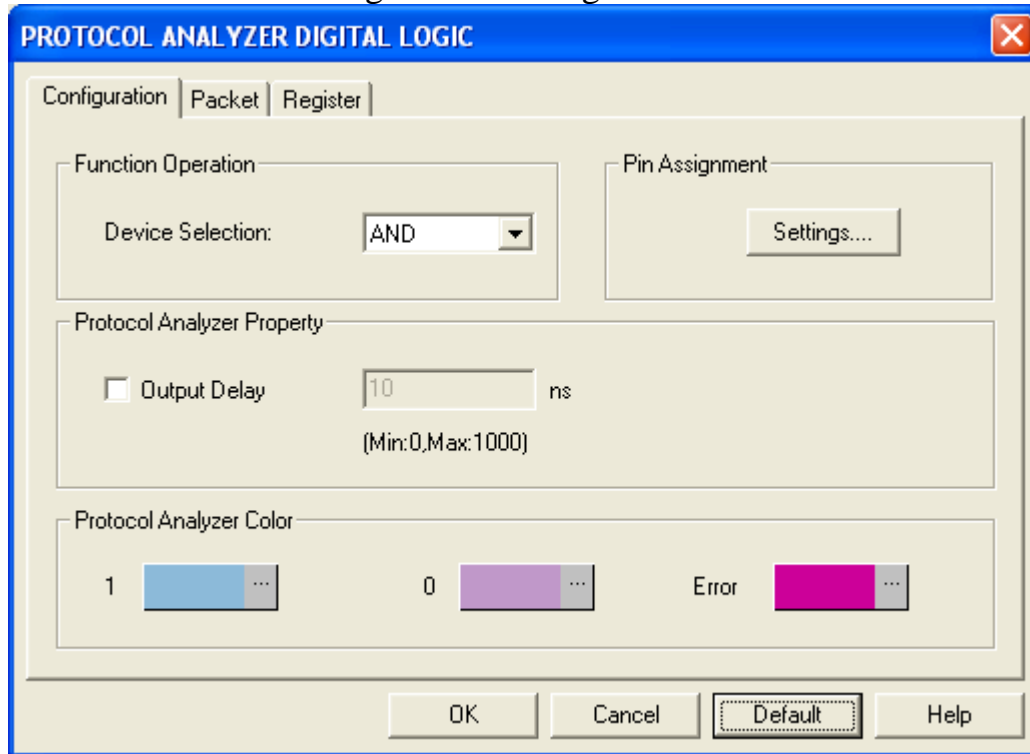 PROTOCOL ANALYZER DIGITAL LOGIC
Configuration Packet Register
Function Operation
Device Selection: AND
Pin Assignment
Settings....
Protocol Analyzer Property
Output Delay 10 ns
(Min:0,Max:1000)
Protocol Analyzer Color
1 ... 0 ... Error ...
OK Cancel Default Help